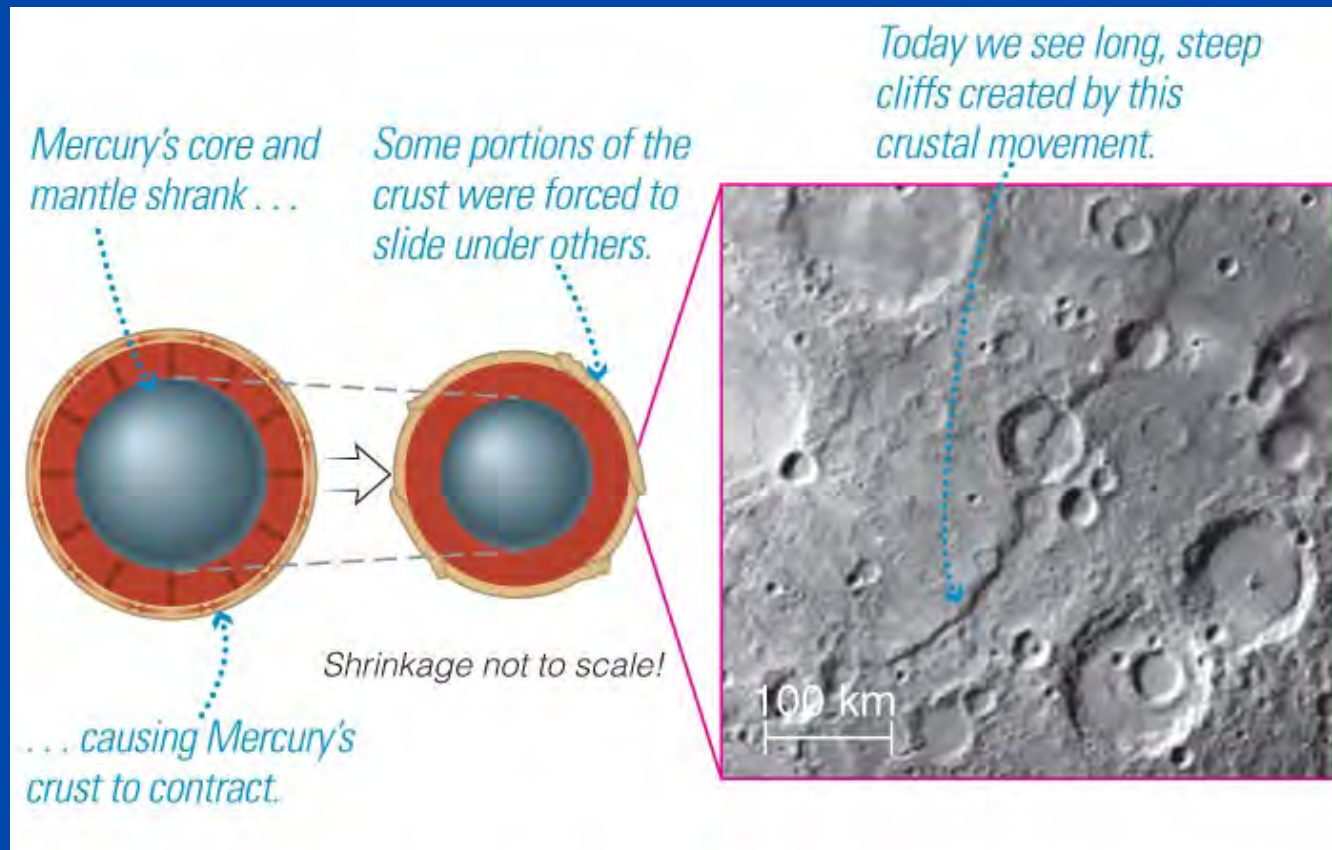 Mercury's core and
mantle shrank . . .
Some portions of the
crust were forced to
slide under others.
Today we see long, steep
cliffs created by this
crustal movement.
Shrinkage not to scale!
. . . causing Mercury's
crust to contract.
100 km